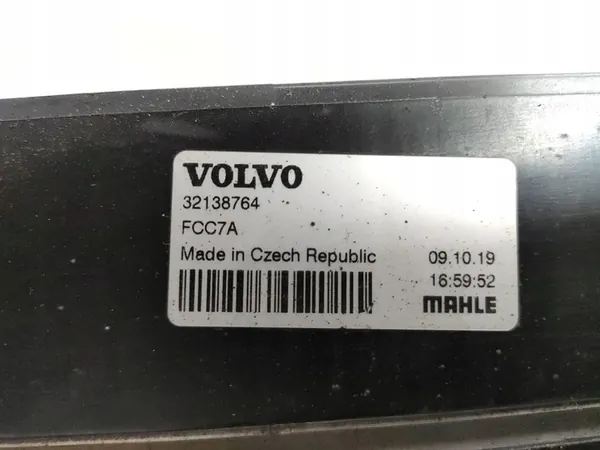 VOLVO
32138764
FCC7A
Made in Czech Republic
09.10.19
16:59:52
MAHLE